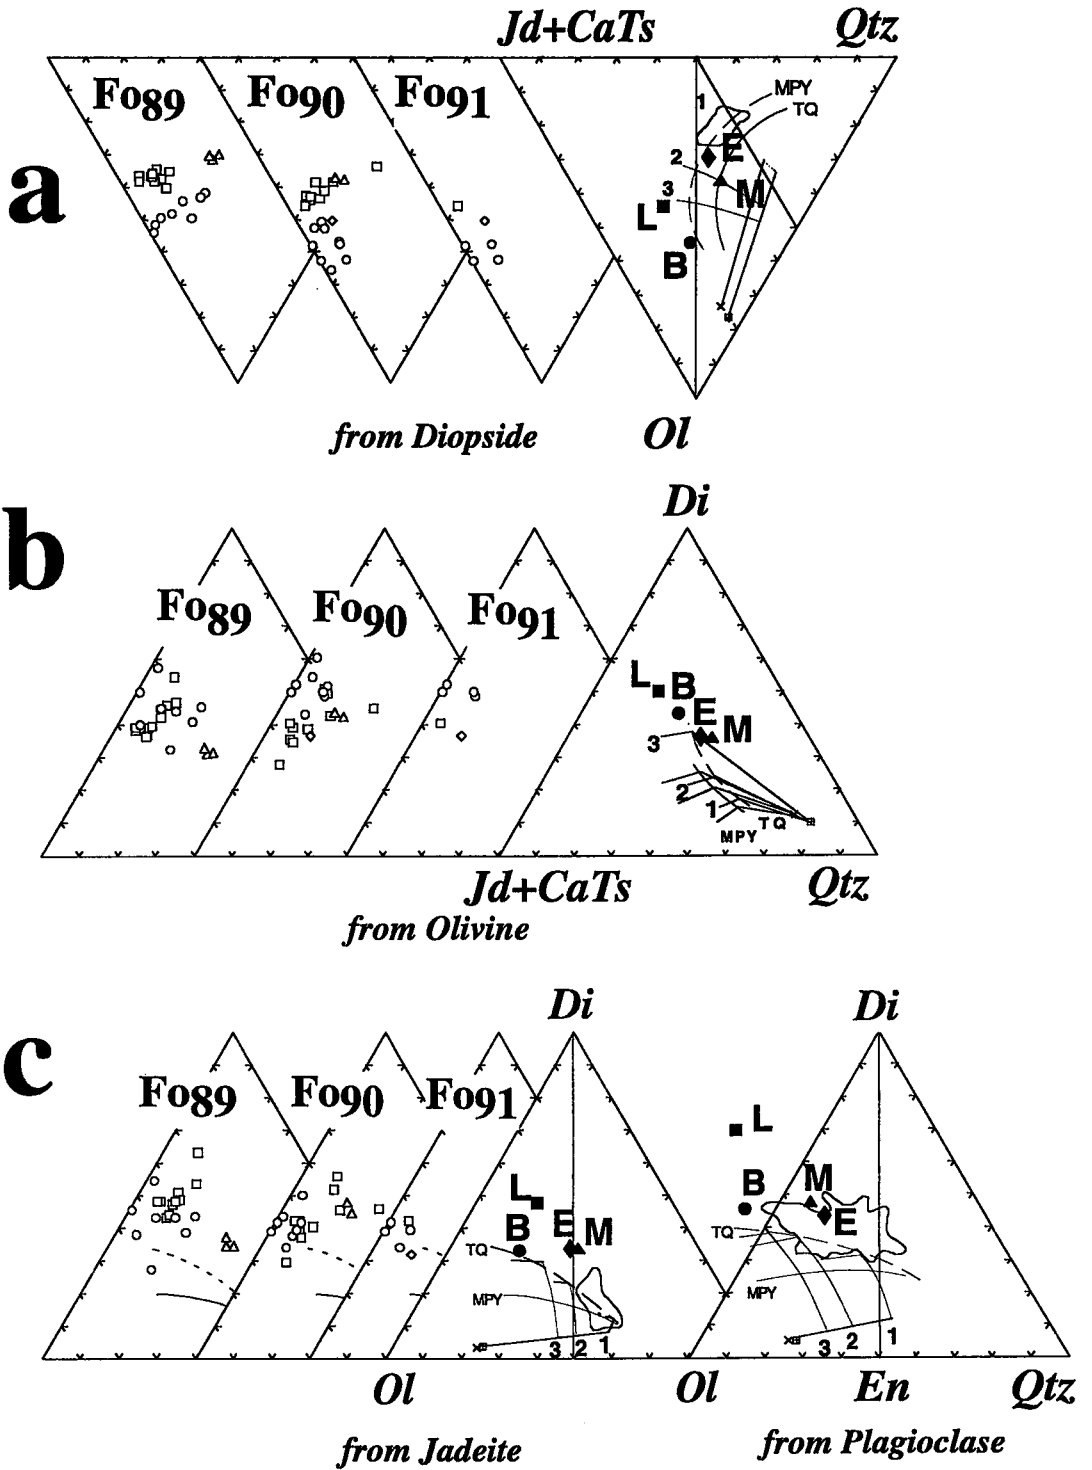 Jd+CaTs Qtz
a
Fo89 Fo90 Fo91
1 MPY
TQ
E
2
M
3
L
B
from Diopside Ol
b
Di
Fo89 Fo90 Fo91
L B
E
M
3
2
1
TQ
MPY
Jd+CaTs Qtz
from Olivine
c
Di Di
Fo89 Fo90 Fo91
L
L B M
B E M E
TQ TQ
MPY MPY
3 2 1 3 2 1
Ol Ol En Qtz
from Jadeite from Plagioclase